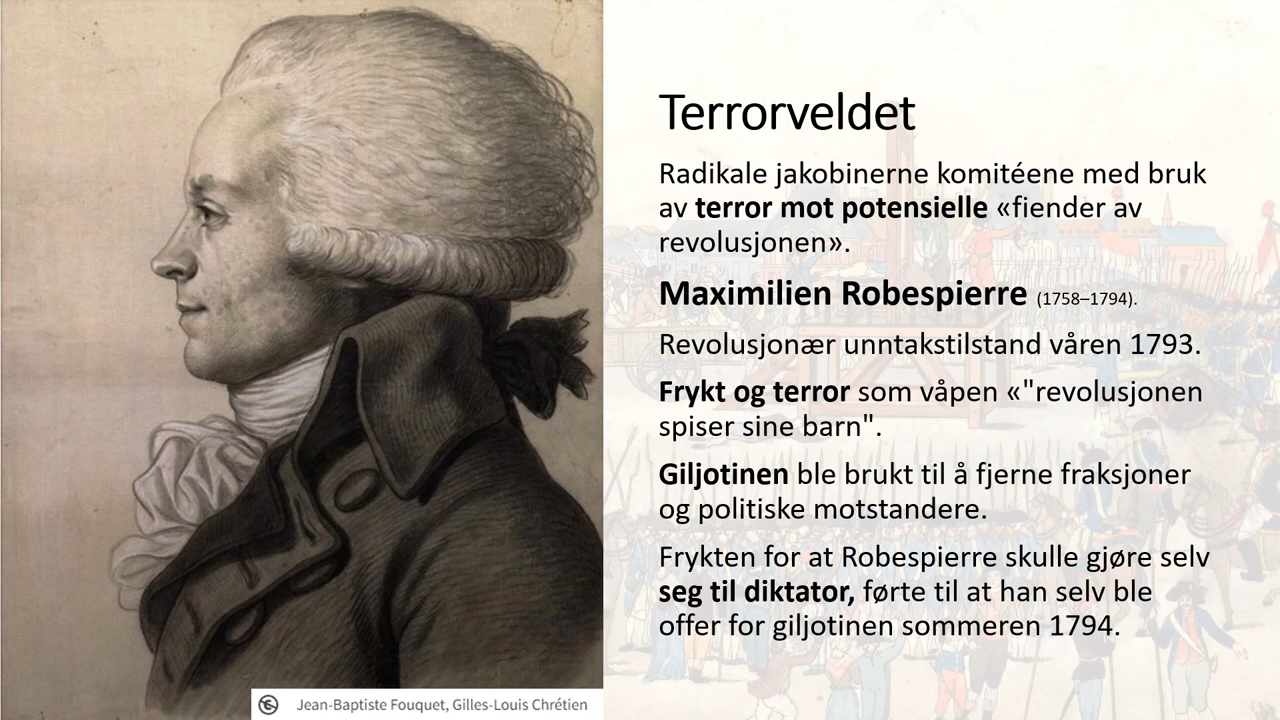 Terrorveldet
Radikale jakobinerne komitéene med bruk
av terror mot potensielle «fiender av
revolusjonen».
Maximilien Robespierre (1758–1794).
Revolusjonær unntakstilstand våren 1793.
Frykt og terror som våpen «"revolusjonen
spiser sine barn".
Giljotinen ble brukt til å fjerne fraksjoner
og politiske motstandere.
Frykten for at Robespierre skulle gjøre selv
seg til diktator, førte til at han selv ble
offer for giljotinen sommeren 1794.
Jean-Baptiste Fouquet, Gilles-Louis Chrétien